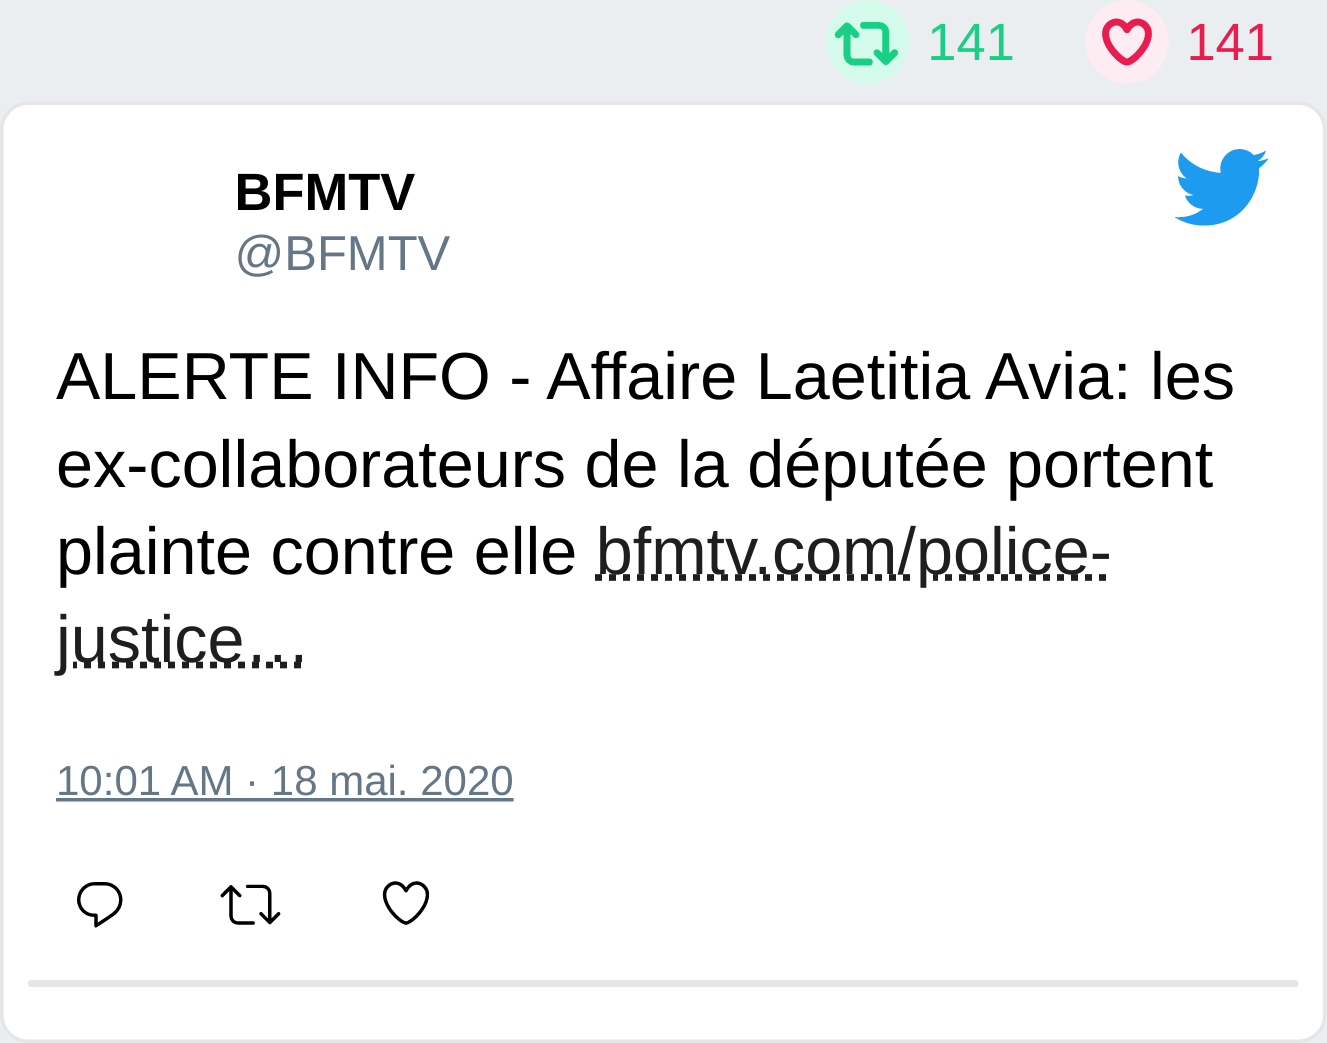 141 141
BFMTV
@BFMTV
ALERTE INFO - Affaire Laetitia Avia: les
ex-collaborateurs de la députée portent
plainte contre elle bfmtv.com/police-
justice…
10:01 AM · 18 mai. 2020